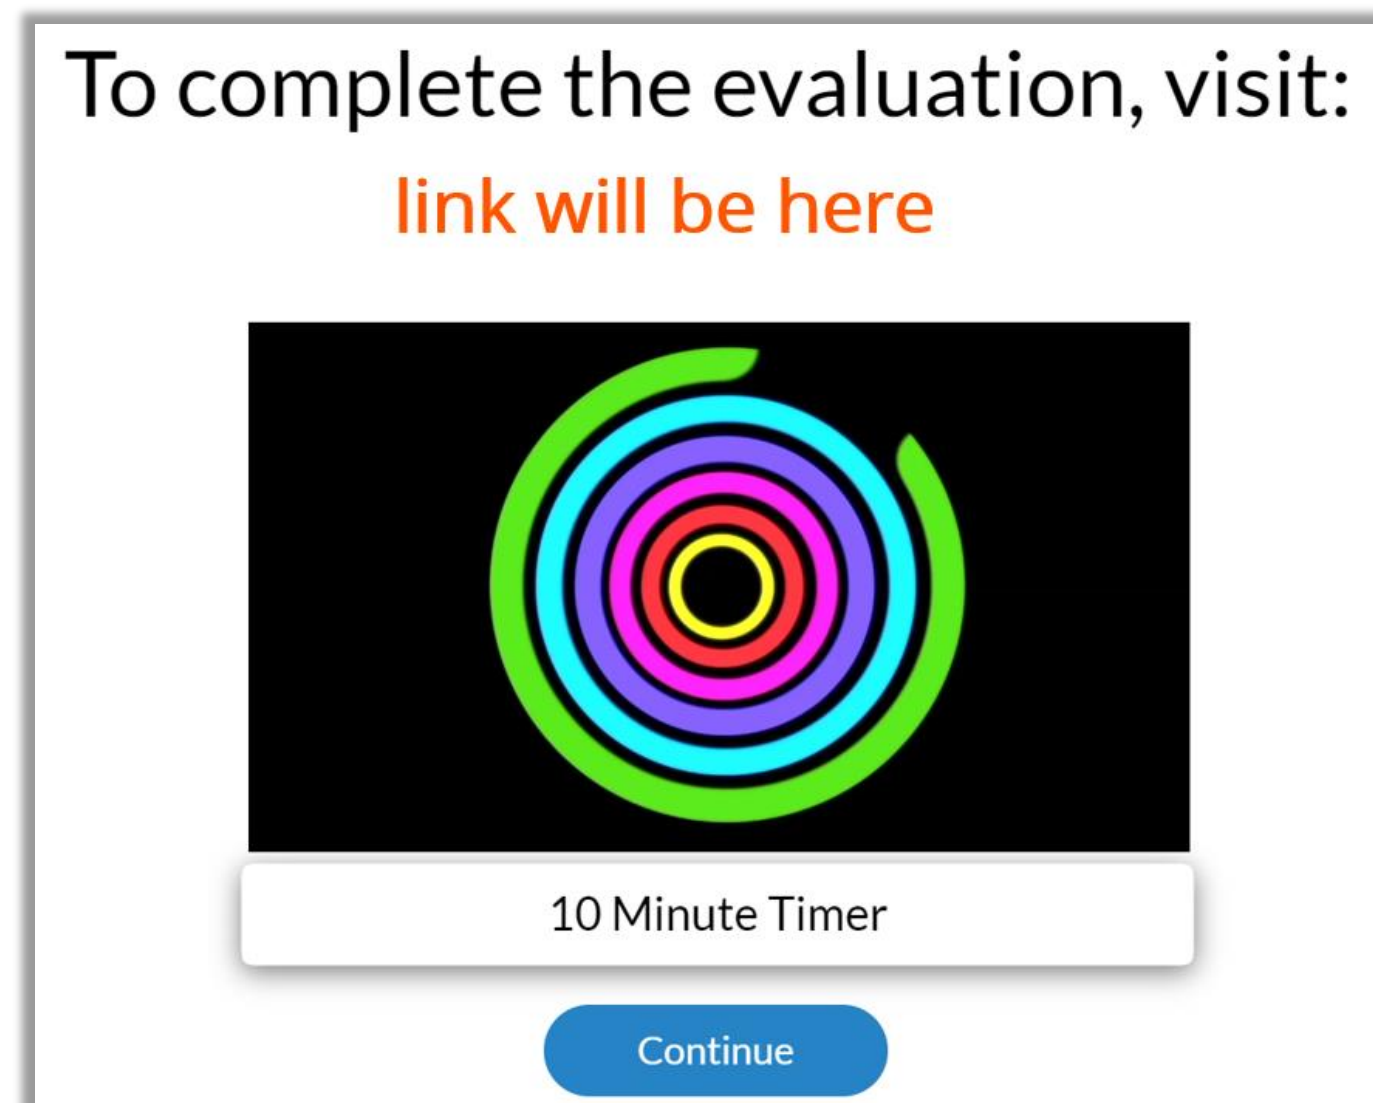 To complete the evaluation, visit:
link will be here
10 Minute Timer
Continue